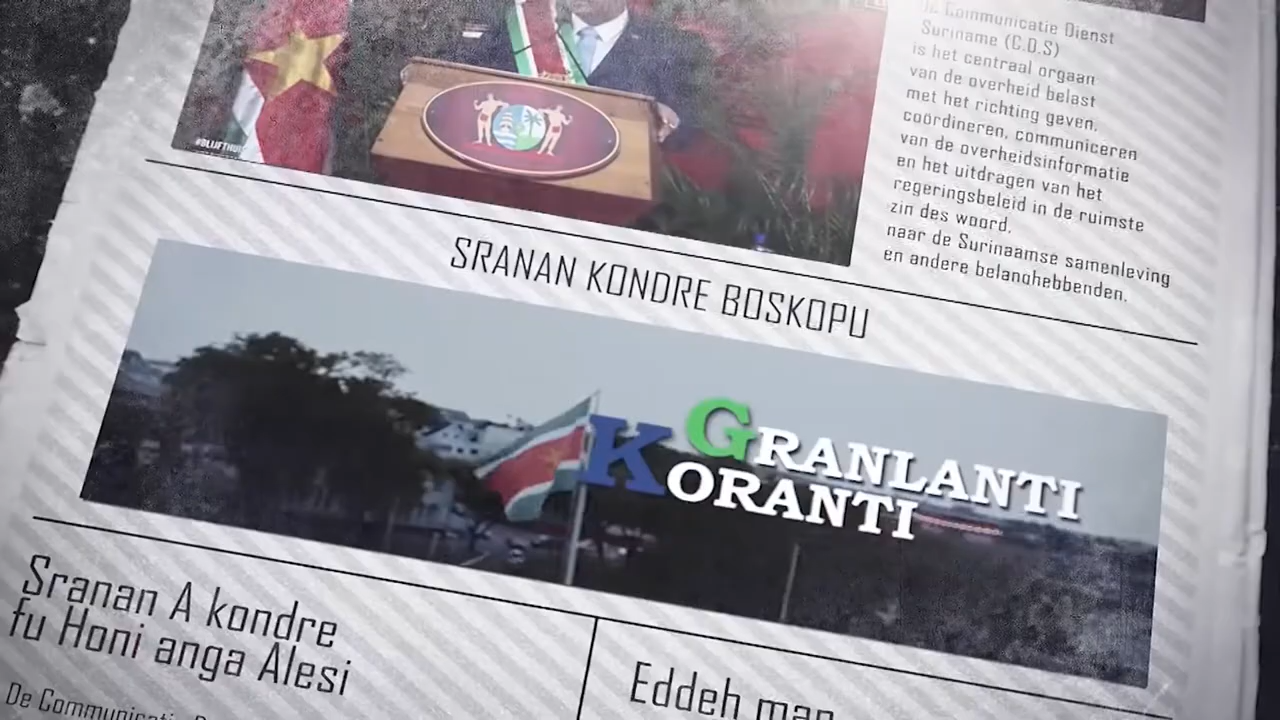 De Communicatie Dienst
Suriname (C.D.S)
is het centraal orgaan
van de overheid belast
met het richting geven,
coördineren, communiceren
van de overheidsinformatie
en het uitdragen van het
regeringsbeleid in de ruimste
zin des woord,
naar de Surinaamse samenleving
en andere belanghebbenden.
SRANAN KONDRE BOSKOPU
GRANLANTI
KORANTI
Sranan A kondre
fu Honi anga Alesi
Eddeh man
De